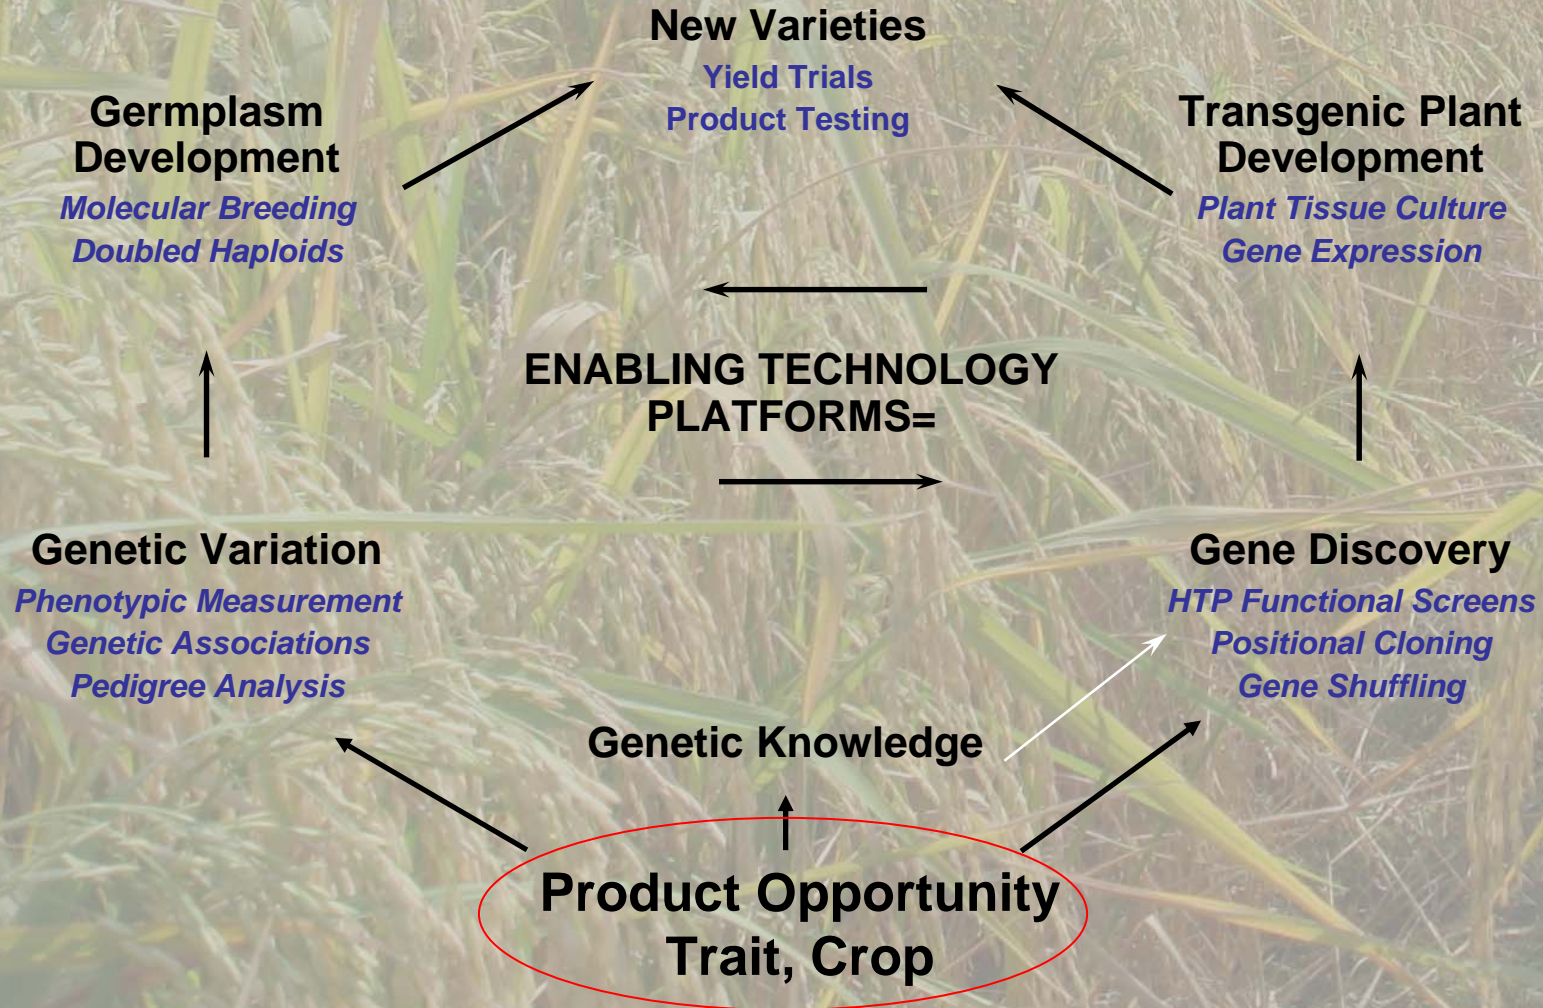 New Varieties
Yield Trials
Product Testing
Germplasm
Development
Molecular Breeding
Doubled Haploids
Transgenic Plant
Development
Plant Tissue Culture
Gene Expression
ENABLING TECHNOLOGY
PLATFORMS=
Genetic Variation
Phenotypic Measurement
Genetic Associations
Pedigree Analysis
Gene Discovery
HTP Functional Screens
Positional Cloning
Gene Shuffling
Genetic Knowledge
Product Opportunity
Trait, Crop